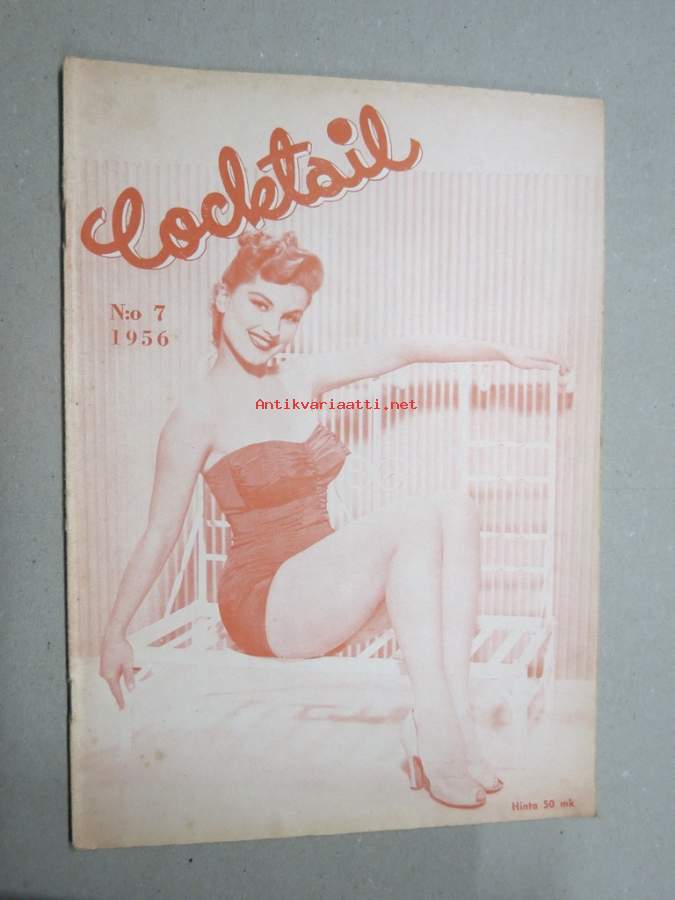 Cocktail
N:o 7
1956
Antikvariaatti.net
Hinta 50 mk